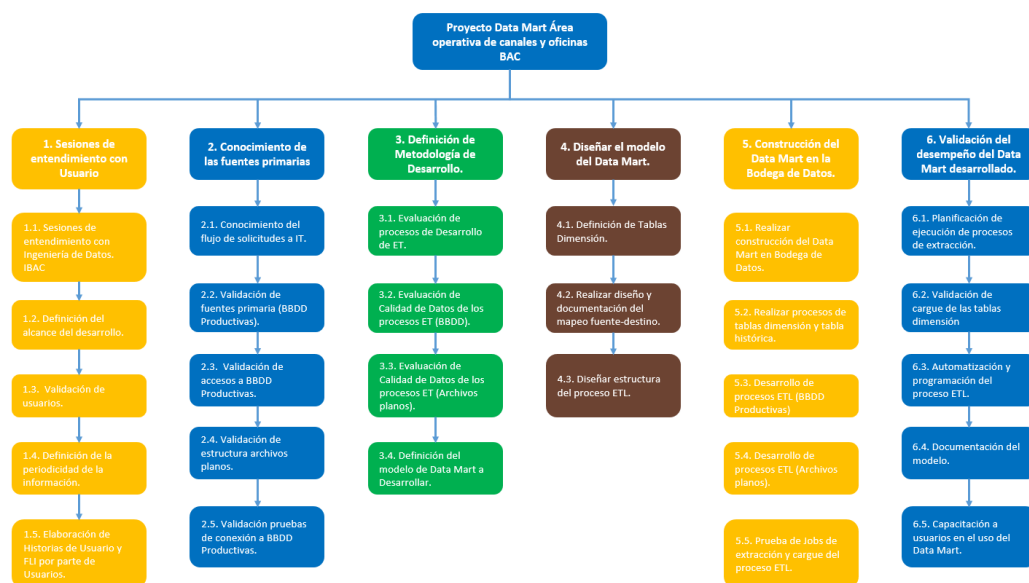 Proyecto Data Mart Área
operativa de canales y oficinas
BAC
1. Sesiones de
entendimiento con
Usuario
1.1. Sesiones de
entendimiento con
Ingeniería de Datos.
IBAC
1.2. Definición del
alcance del desarrollo.
1.3.  Validación de
usuarios.
1.4. Definición de la
periodicidad de la
información.
1.5. Elaboración de
Historias de Usuario y
FLI por parte de
Usuarios.
2. Conocimiento de
las fuentes primarias
2.1. Conocimiento del
flujo de solicitudes a IT.
2.2. Validación de
fuentes primaria (BBDD
Productivas).
2.3. Validación de
accesos a BBDD
Productivas.
2.4. Validación de
estructura archivos
planos.
2.5. Validación pruebas
de conexión a BBDD
Productivas.
3. Definición de
Metodología de
Desarrollo.
3.1. Evaluación de
procesos de Desarrollo
de ET.
3.2. Evaluación de
Calidad de Datos de los
procesos ET (BBDD).
3.3. Evaluación de
Calidad de Datos de los
procesos ET (Archivos
planos).
3.4. Definición del
modelo de Data Mart a
Desarrollar.
4. Diseñar el modelo
del Data Mart.
4.1. Definición de Tablas
Dimensión.
4.2. Realizar diseño y
documentación del
mapeo fuente-destino.
4.3. Diseñar estructura
del proceso ETL.
5. Construcción del
Data Mart en la
Bodega de Datos.
5.1. Realizar
construcción del Data
Mart en Bodega de
Datos.
5.2. Realizar procesos de
tablas dimensión y tabla
histórica.
5.3. Desarrollo de
procesos ETL (BBDD
Productivas)
5.4. Desarrollo de
procesos ETL (Archivos
planos).
5.5. Prueba de Jobs de
extracción y cargue del
proceso ETL.
6. Validación del
desempeño del Data
Mart desarrollado.
6.1. Planificación de
ejecución de procesos
de extracción.
6.2. Validación de
cargue de las tablas
dimensión
6.3. Automatización y
programación del
proceso ETL.
6.4. Documentación del
modelo.
6.5. Capacitación a
usuarios en el uso del
Data Mart.